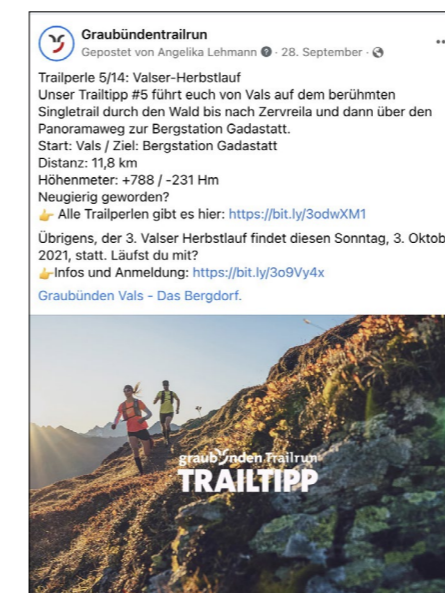 Graubündentrailrun
Gepostet von Angelika Lehmann · 28. September ·
Trailperle 5/14: Valser-Herbstlauf
Unser Trailtipp #5 führt euch von Vals auf dem berühmten
Singletrail durch den Wald bis nach Zervreila und dann über den
Panoramaweg zur Bergstation Gadastatt.
Start: Vals / Ziel: Bergstation Gadastatt
Distanz: 11,8 km
Höhenmeter: +788 / -231 Hm
Neugierig geworden?
👉 Alle Trailperlen gibt es hier: https://bit.ly/3odwXM1
Übrigens, der 3. Valser Herbstlauf findet diesen Sonntag, 3. Oktob
2021, statt. Läufst du mit?
👉Infos und Anmeldung: https://bit.ly/3o9Vy4x
Graubünden Vals - Das Bergdorf.
graubünden Trailrun
TRAILTIPP